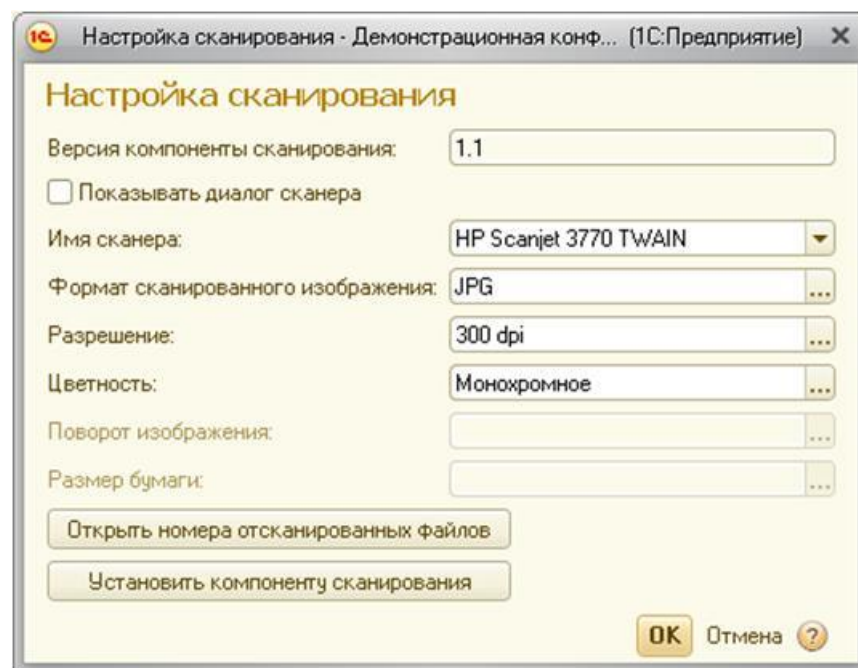 1С Настройка сканирования - Демонстрационная конф... (1С:Предприятие)
Настройка сканирования
Версия компоненты сканирования: 1.1
Показывать диалог сканера
Имя сканера: HP Scanjet 3770 TWAIN
Формат сканированного изображения: JPG ...
Разрешение: 300 dpi ...
Цветность: Монохромное ...
Поворот изображения: ...
Размер бумаги: ...
Открыть номера отсканированных файлов
Установить компоненту сканирования
OK Отмена ?